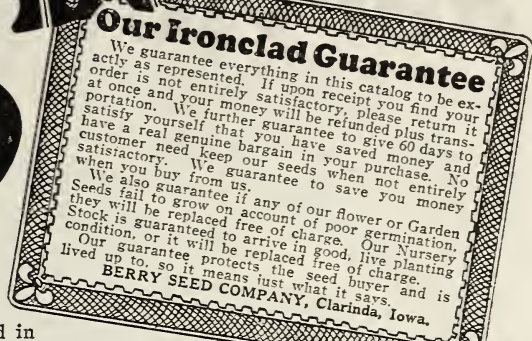 Our Ironclad Guarantee
We guarantee everything in this catalog to be ex-
actly as represented. If upon receipt you find your
order is not entirely satisfactory, please return it
at once and your money will be refunded plus trans-
portation. We further guarantee to give 60 days to
satisfy yourself that you have saved money and
have a real genuine bargain in your purchase. No
customer need keep our seeds when not entirely
satisfactory. We guarantee to save you money
when you buy from us.
We also guarantee if any of our flower or Garden
Seeds fail to grow on account of poor germination,
they will be replaced free of charge. Our Nursery
Stock is guaranteed to arrive in good, live planting
condition, or it will be replaced free of charge.
Our guarantee protects the seed buyer and is
lived up to, so it means just what it says.
BERRY SEED COMPANY, Clarinda, Iowa.
d in